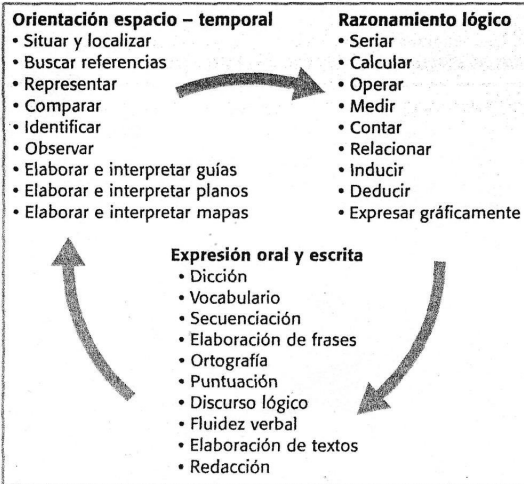 Orientación espacio – temporal
• Situar y localizar
• Buscar referencias
• Representar
• Comparar
• Identificar
• Observar
• Elaborar e interpretar guías
• Elaborar e interpretar planos
• Elaborar e interpretar mapas
Razonamiento lógico
• Seriar
• Calcular
• Operar
• Medir
• Contar
• Relacionar
• Inducir
• Deducir
• Expresar gráficamente
Expresión oral y escrita
• Dicción
• Vocabulario
• Secuenciación
• Elaboración de frases
• Ortografía
• Puntuación
• Discurso lógico
• Fluidez verbal
• Elaboración de textos
• Redacción